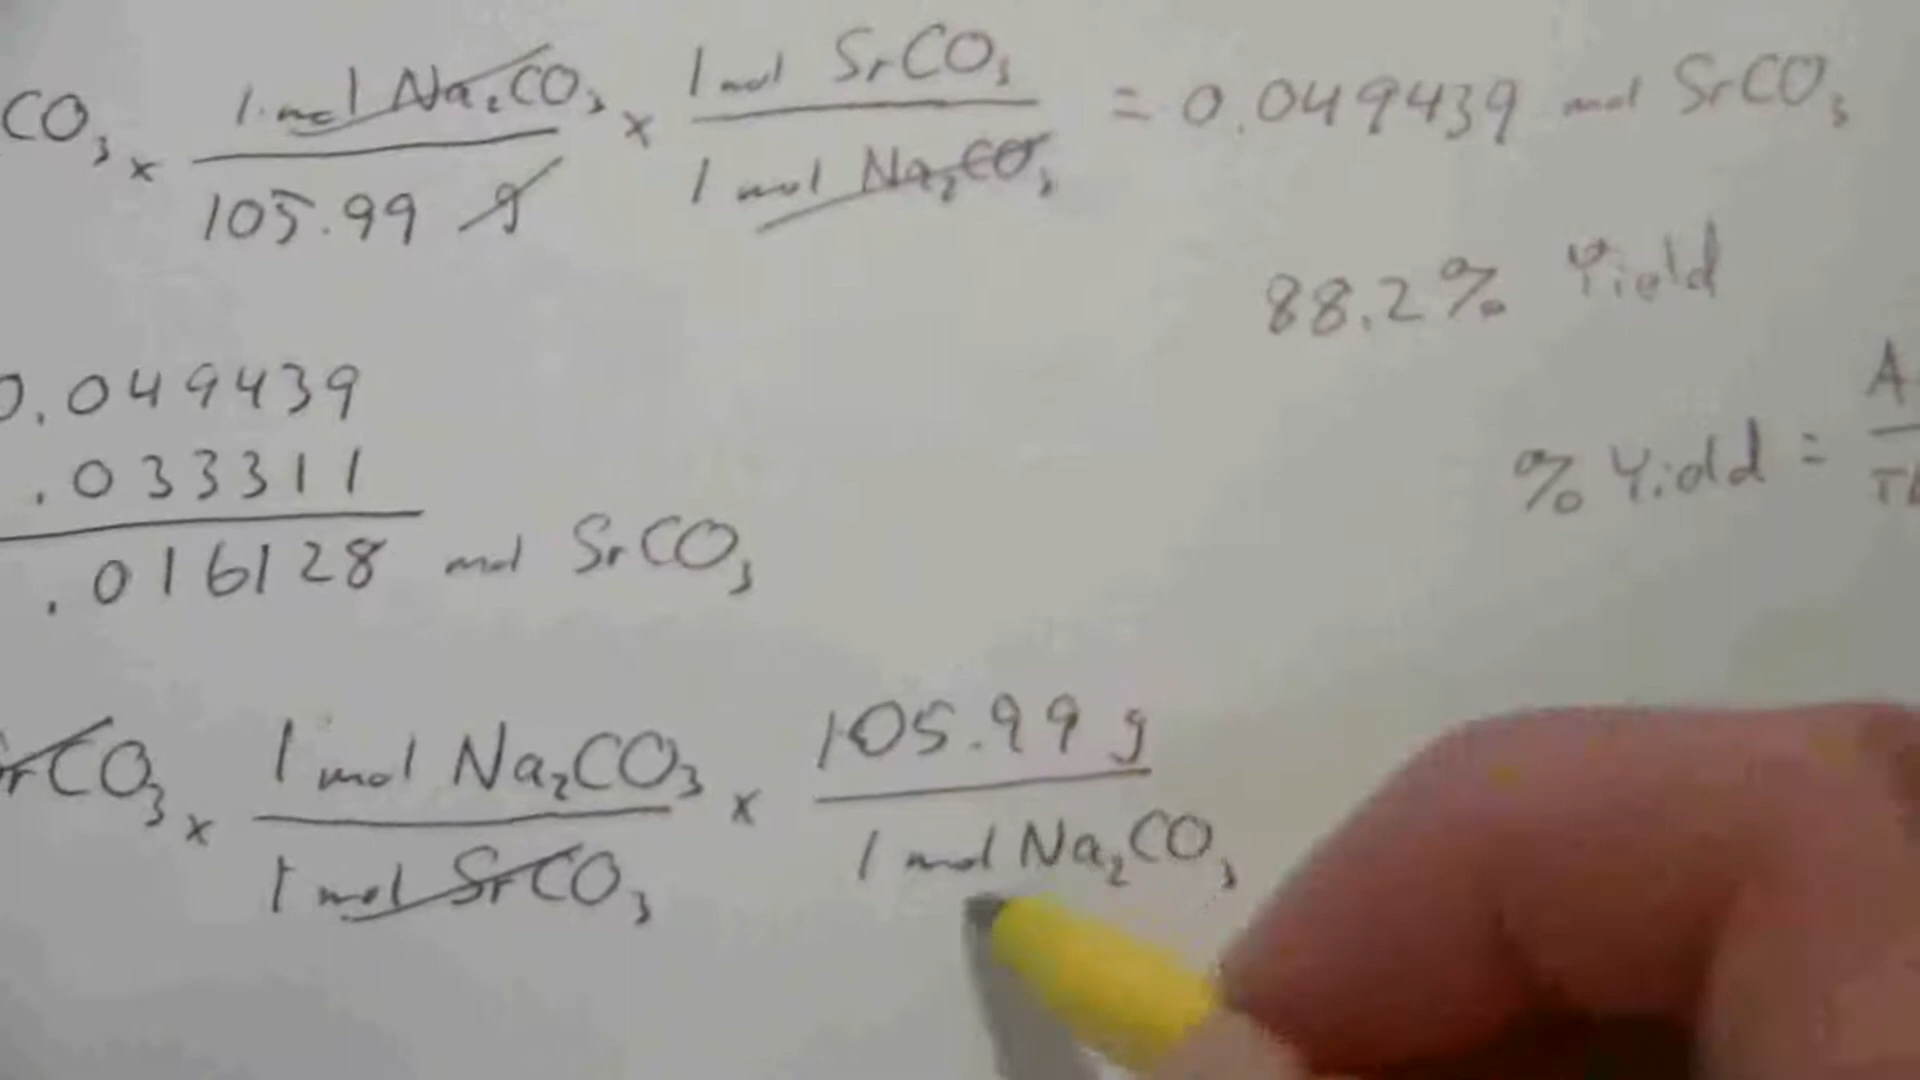 CO₃ x 1 mol Na₂CO₃ / 105.99 g x 1 mol SrCO₃ / 1 mol Na₂CO₃ = 0.049439 mol SrCO₃
88.2% Yield
0.049439
.033311
.016128 mol SrCO₃
% Yield =
rCO₃ x 1 mol Na₂CO₃ / 1 mol SrCO₃ x 105.99 g / 1 mol Na₂CO₃